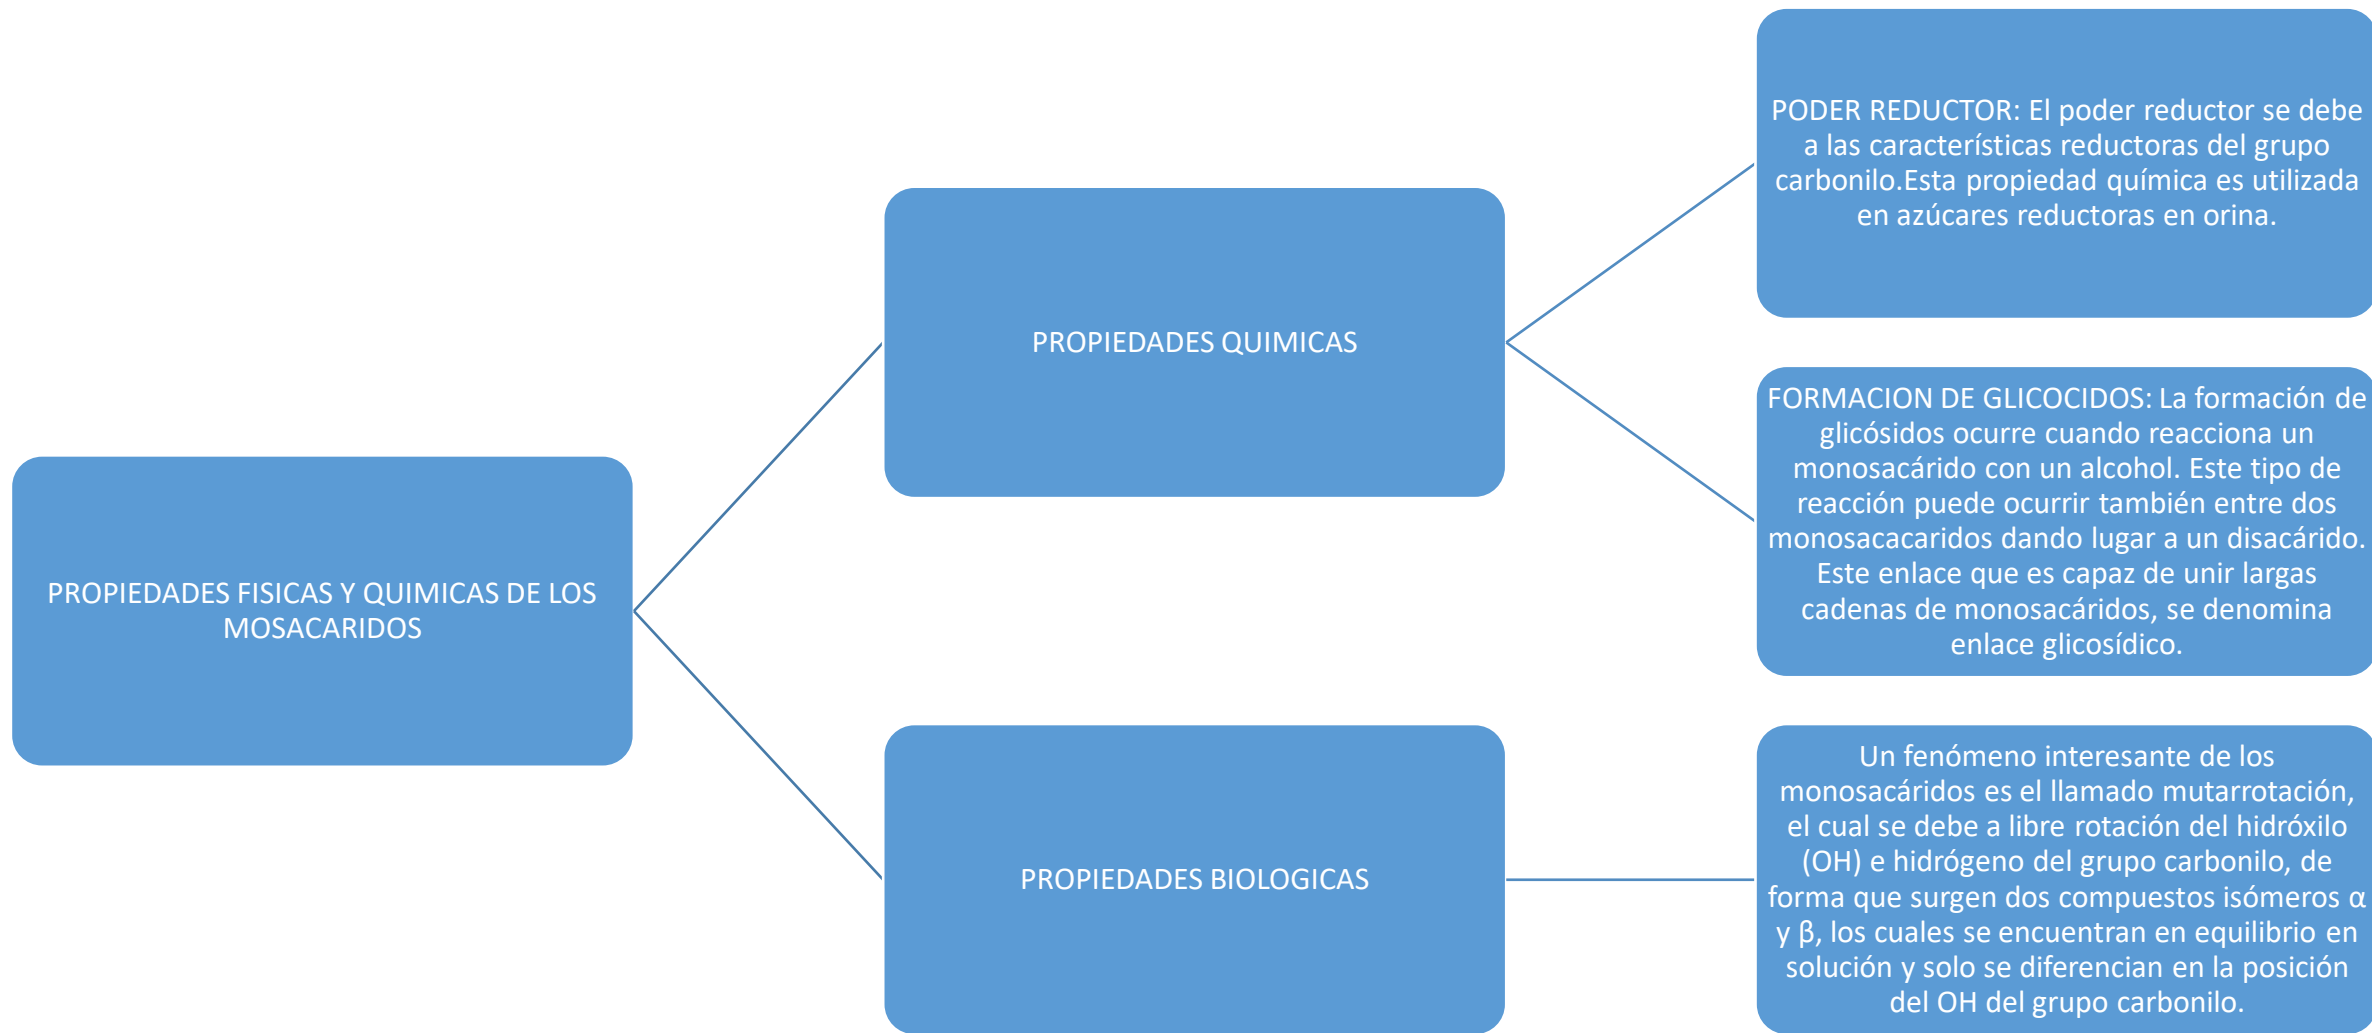 PROPIEDADES FISICAS Y QUIMICAS DE LOS
MOSACARIDOS
PROPIEDADES QUIMICAS
PODER REDUCTOR: El poder reductor se debe
a las características reductoras del grupo
carbonilo.Esta propiedad química es utilizada
en azúcares reductoras en orina.
FORMACION DE GLICOCIDOS: La formación de
glicósidos ocurre cuando reacciona un
monosacárido con un alcohol. Este tipo de
reacción puede ocurrir también entre dos
monosacacaridos dando lugar a un disacárido.
Este enlace que es capaz de unir largas
cadenas de monosacáridos, se denomina
enlace glicosídico.
PROPIEDADES BIOLOGICAS
Un fenómeno interesante de los
monosacáridos es el llamado mutarrotación,
el cual se debe a libre rotación del hidróxilo
(OH) e hidrógeno del grupo carbonilo, de
forma que surgen dos compuestos isómeros α
y β, los cuales se encuentran en equilibrio en
solución y solo se diferencian en la posición
del OH del grupo carbonilo.